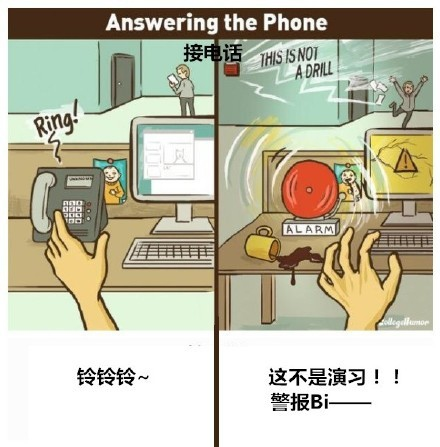 Answering the Phone
接电话
Ring!
THIS IS NOT
A DRILL
ALARM
CollegeHumor
铃铃铃~
这不是演习！！
警报Bi——